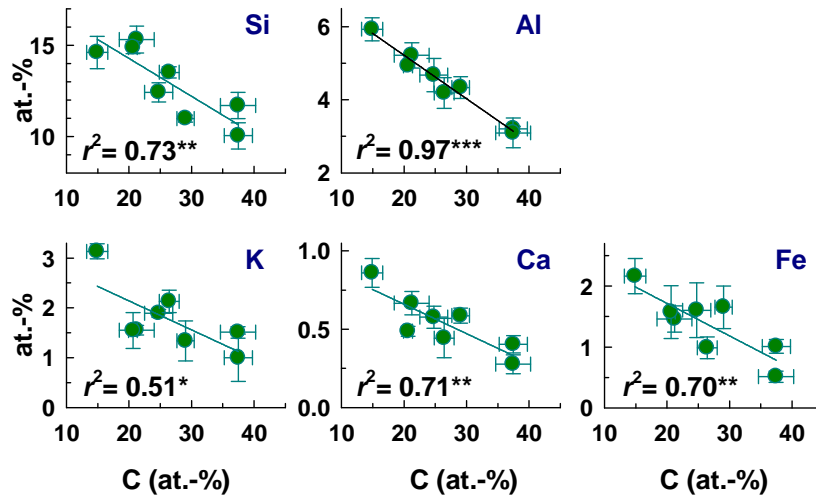 Si
Al
at.-%
15
10
r² = 0.73**
10 20 30 40
6
4
2
r² = 0.97***
10 20 30 40
K
Ca
Fe
at.-%
3
2
1
0
r² = 0.51*
10 20 30 40
1.0
0.5
0.0
r² = 0.71**
10 20 30 40
2
1
0
r² = 0.70**
10 20 30 40
C (at.-%)
C (at.-%)
C (at.-%)